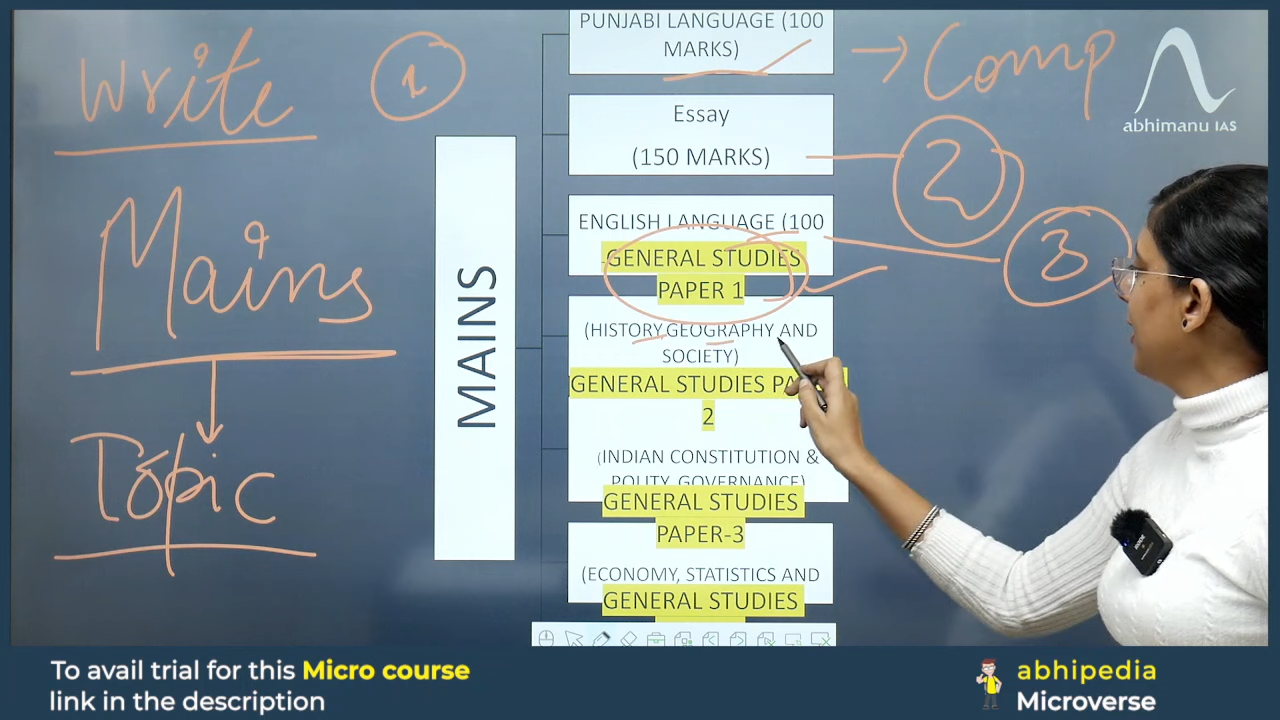 PUNJABI LANGUAGE (100
MARKS)
→ Comp
Write
1
abhimanu IAS
Essay
(150 MARKS)
2
Mains
ENGLISH LANGUAGE (100
GENERAL STUDIES
PAPER 1
3
MAINS
(HISTORY,GEOGRAPHY AND
SOCIETY)
GENERAL STUDIES
2
Topic
(INDIAN CONSTITUTION &
POLITY, GOVERNANCE)
GENERAL STUDIES
PAPER-3
(ECONOMY, STATISTICS AND
GENERAL STUDIES
To avail trial for this Micro course
link in the description
abhipedia
Microverse